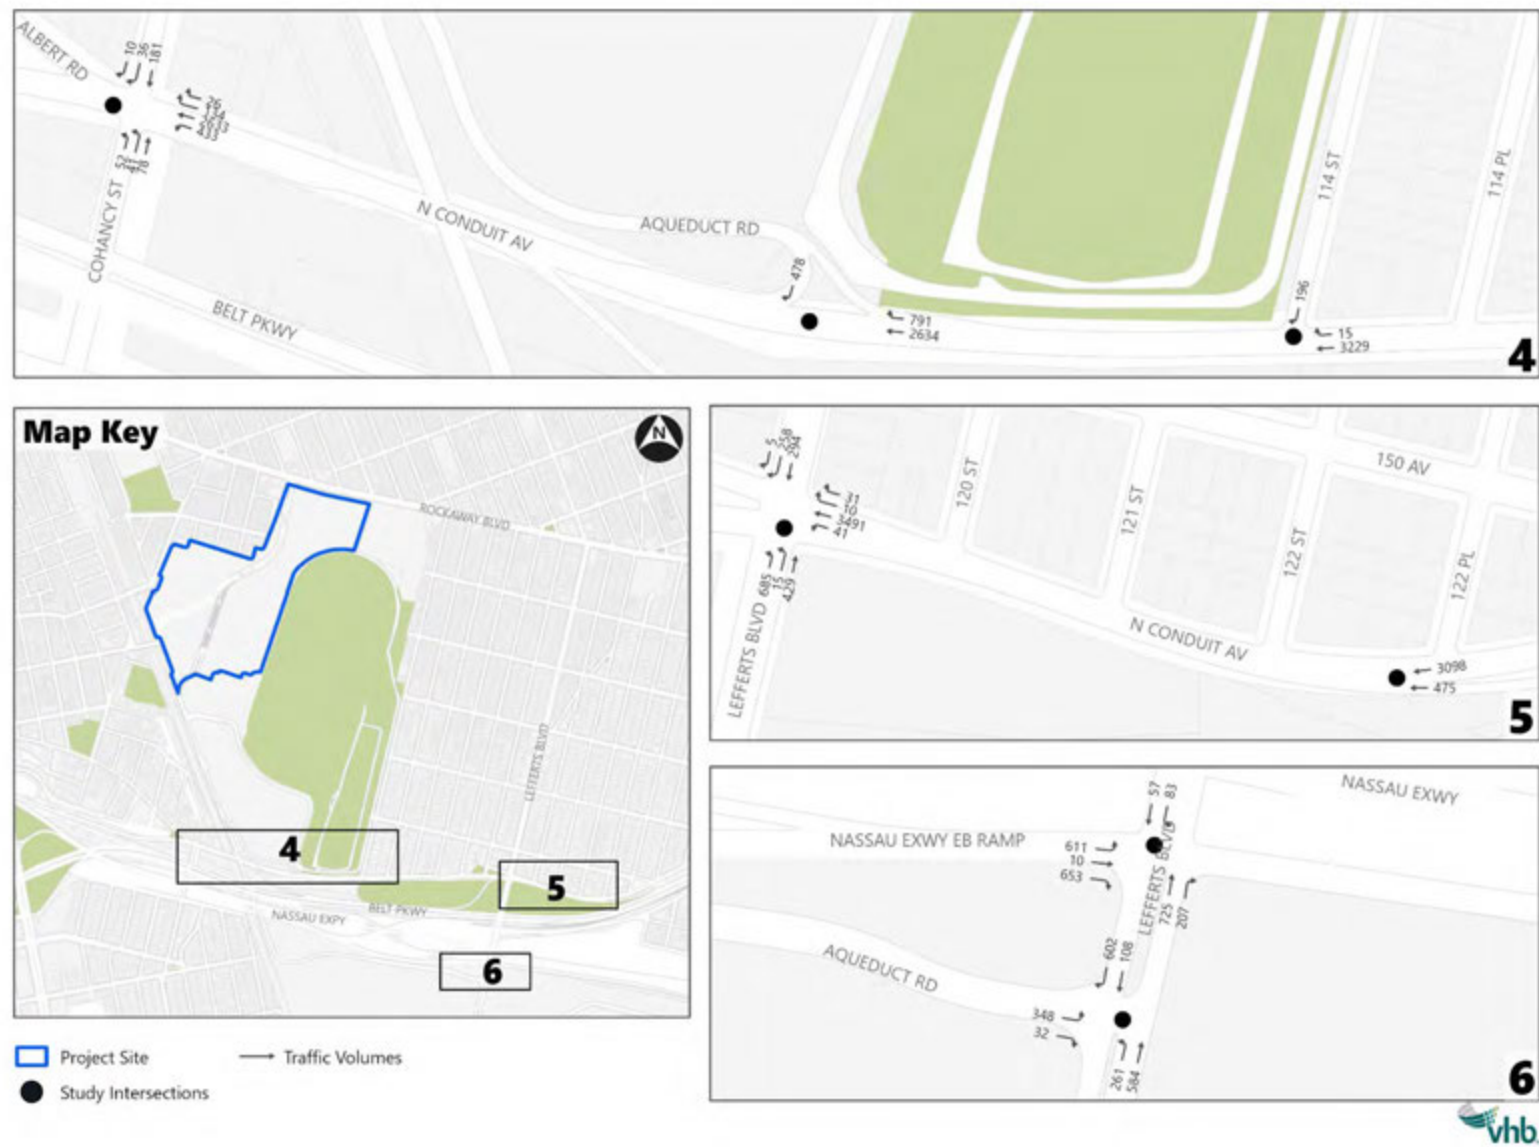 ALBERT RD
10
36
181
COHANCY ST
78
BELT PKWY
N CONDUIT AV
AQUEDUCT RD
478
791
2634
196
15
3229
114 ST
114 PL
4
Map Key
N
ROCKAWAY BLVD
LEFFERTS BLVD
4
5
BELT PKWY
NASSAU EXPY
6
5
258
294
10
3491
41
685
15
429
LEFFERTS BLVD
120 ST
121 ST
122 ST
122 PL
150 AV
N CONDUIT AV
3098
475
5
57
83
NASSAU EXWY
NASSAU EXWY EB RAMP
611
10
653
LEFFERTS BLVD
725
207
602
108
AQUEDUCT RD
348
32
261
584
6
Project Site
Traffic Volumes
Study Intersections
vhb